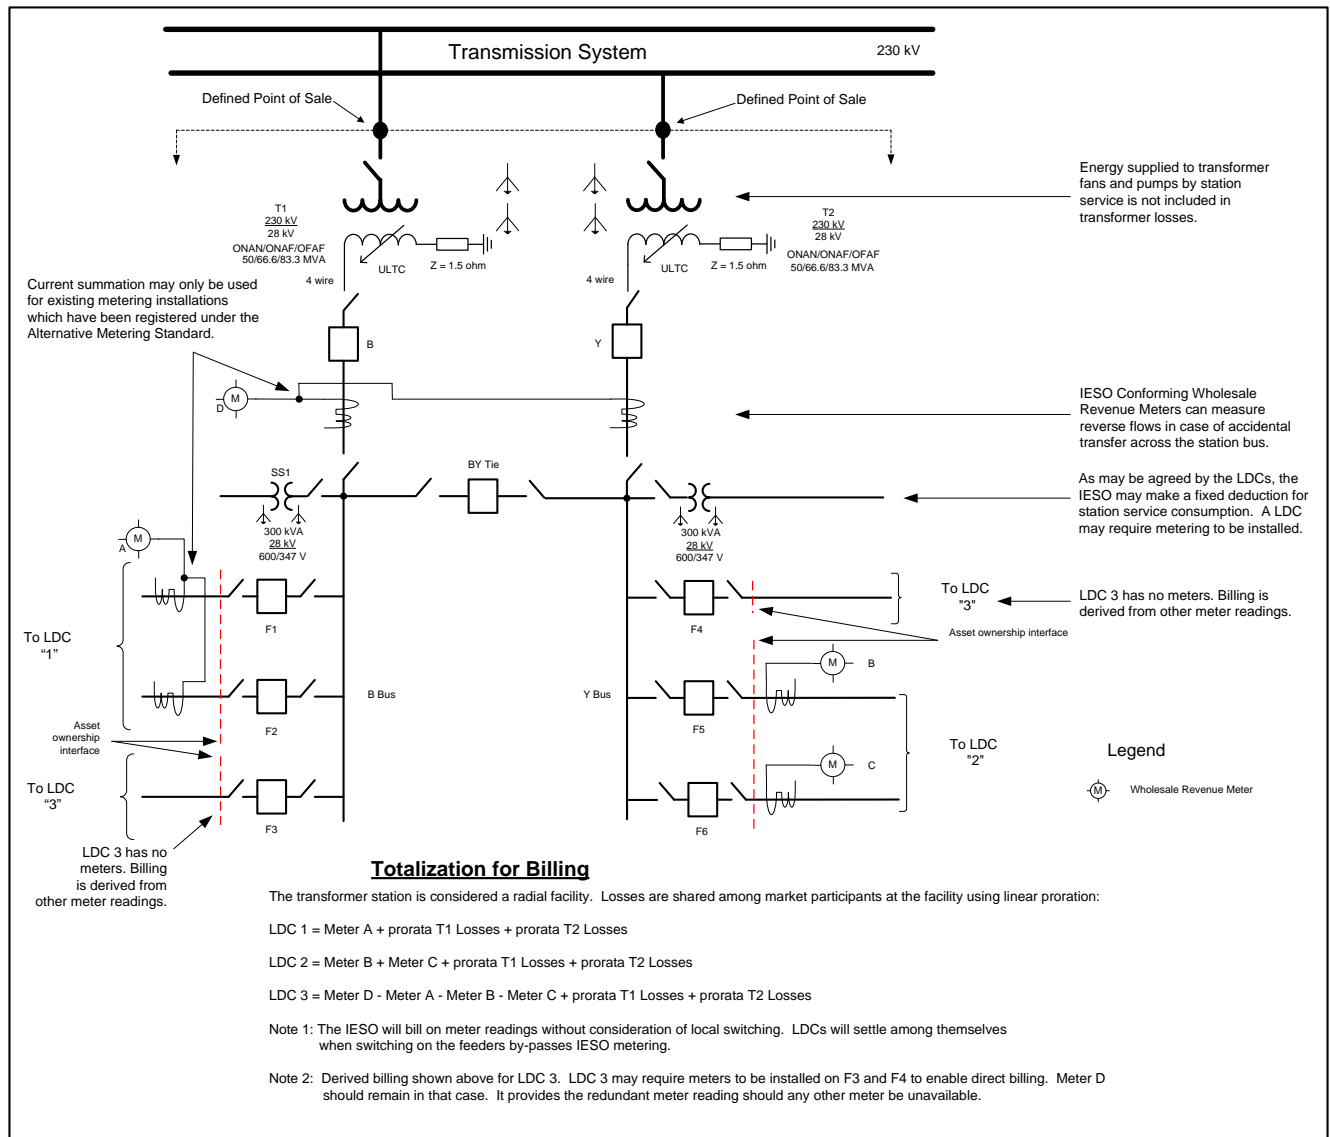 Transmission System
230 kV
Defined Point of Sale
Defined Point of Sale
Energy supplied to transformer
fans and pumps by station
service is not included in
transformer losses.
T1
230 kV
28 kV
ONAN/ONAF/OFAF
50/66.6/83.3 MVA
ULTC
Z = 1.5 ohm
4 wire
T2
230 kV
28 kV
ONAN/ONAF/OFAF
50/66.6/83.3 MVA
ULTC
Z = 1.5 ohm
4 wire
Current summation may only be used
for existing metering installations
which have been registered under the
Alternative Metering Standard.
B
Y
M
D
IESO Conforming Wholesale
Revenue Meters can measure
reverse flows in case of accidental
transfer across the station bus.
SS1
BY Tie
300 kVA
28 kV
600/347 V
300 kVA
28 kV
600/347 V
As may be agreed by the LDCs, the
IESO may make a fixed deduction for
station service consumption.  A LDC
may require metering to be installed.
M
A
F1
F4
To LDC
"3"
LDC 3 has no meters. Billing is
derived from other meter readings.
Asset ownership interface
To LDC
“1”
M
B
F2
B Bus
Y Bus
F5
Asset
ownership
interface
To LDC
"2"
M
C
To LDC
“3”
F3
F6
Legend
M
Wholesale Revenue Meter
LDC 3 has no
meters. Billing
is derived from
other meter readings.
Totalization for Billing
The transformer station is considered a radial facility.  Losses are shared among market participants at the facility using linear proration:
LDC 1 = Meter A + prorata T1 Losses + prorata T2 Losses
LDC 2 = Meter B + Meter C + prorata T1 Losses + prorata T2 Losses
LDC 3 = Meter D - Meter A - Meter B - Meter C + prorata T1 Losses + prorata T2 Losses
Note 1: The IESO will bill on meter readings without consideration of local switching.  LDCs will settle among themselves
when switching on the feeders by-passes IESO metering.
Note 2:  Derived billing shown above for LDC 3.  LDC 3 may require meters to be installed on F3 and F4 to enable direct billing.  Meter D
should remain in that case.  It provides the redundant meter reading should any other meter be unavailable.